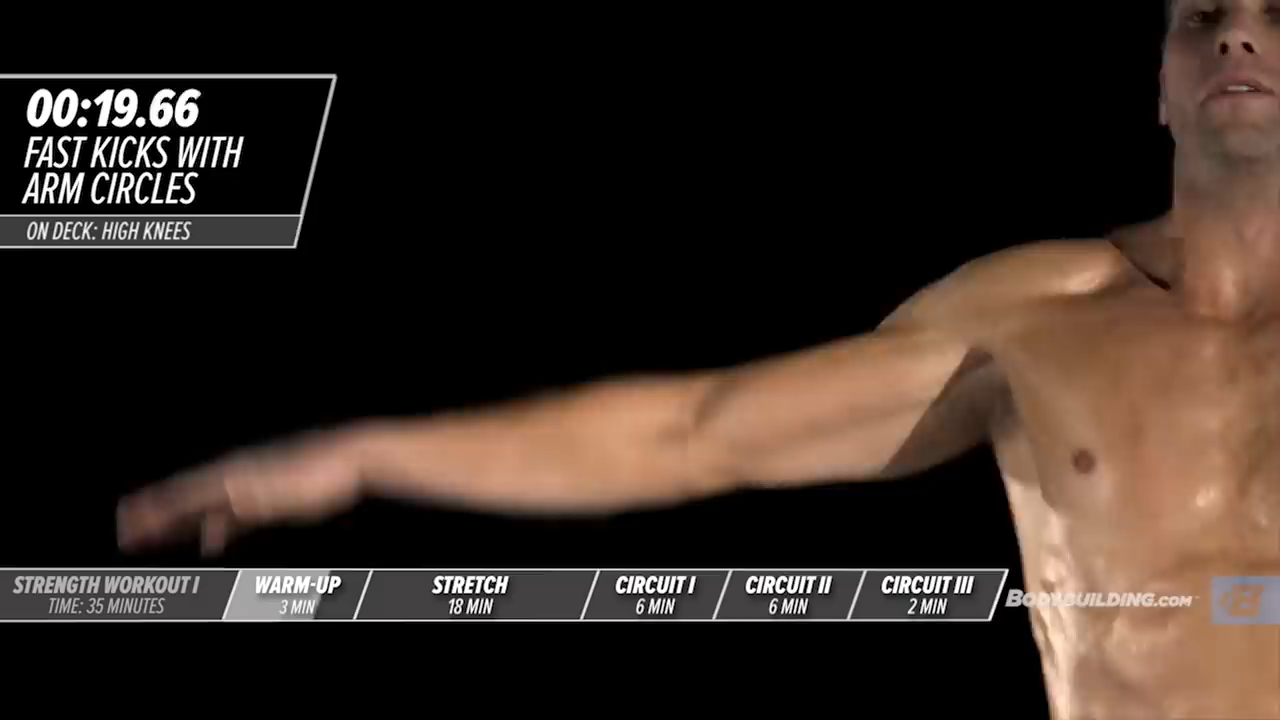 00:19.66
FAST KICKS WITH
ARM CIRCLES
ON DECK: HIGH KNEES
STRENGTH WORKOUT I
TIME: 35 MINUTES
WARM-UP
3 MIN
STRETCH
18 MIN
CIRCUIT I
6 MIN
CIRCUIT II
6 MIN
CIRCUIT III
2 MIN
BODYBUILDING.COM
B